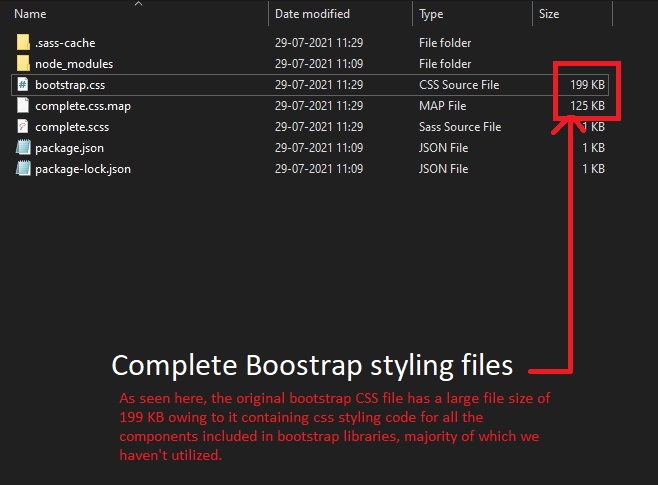 Name Date modified Type Size
.sass-cache 29-07-2021 11:29 File folder
node_modules 29-07-2021 11:09 File folder
bootstrap.css 29-07-2021 11:29 CSS Source File 199 KB
complete.css.map 29-07-2021 11:29 MAP File 125 KB
complete.scss 29-07-2021 11:29 Sass Source File 1 KB
package.json 29-07-2021 11:09 JSON File 1 KB
package-lock.json 29-07-2021 11:09 JSON File 1 KB
Complete Boostrap styling files
As seen here, the original bootstrap CSS file has a large file size of
199 KB owing to it containing css styling code for all the
components included in bootstrap libraries, majority of which we
haven't utilized.